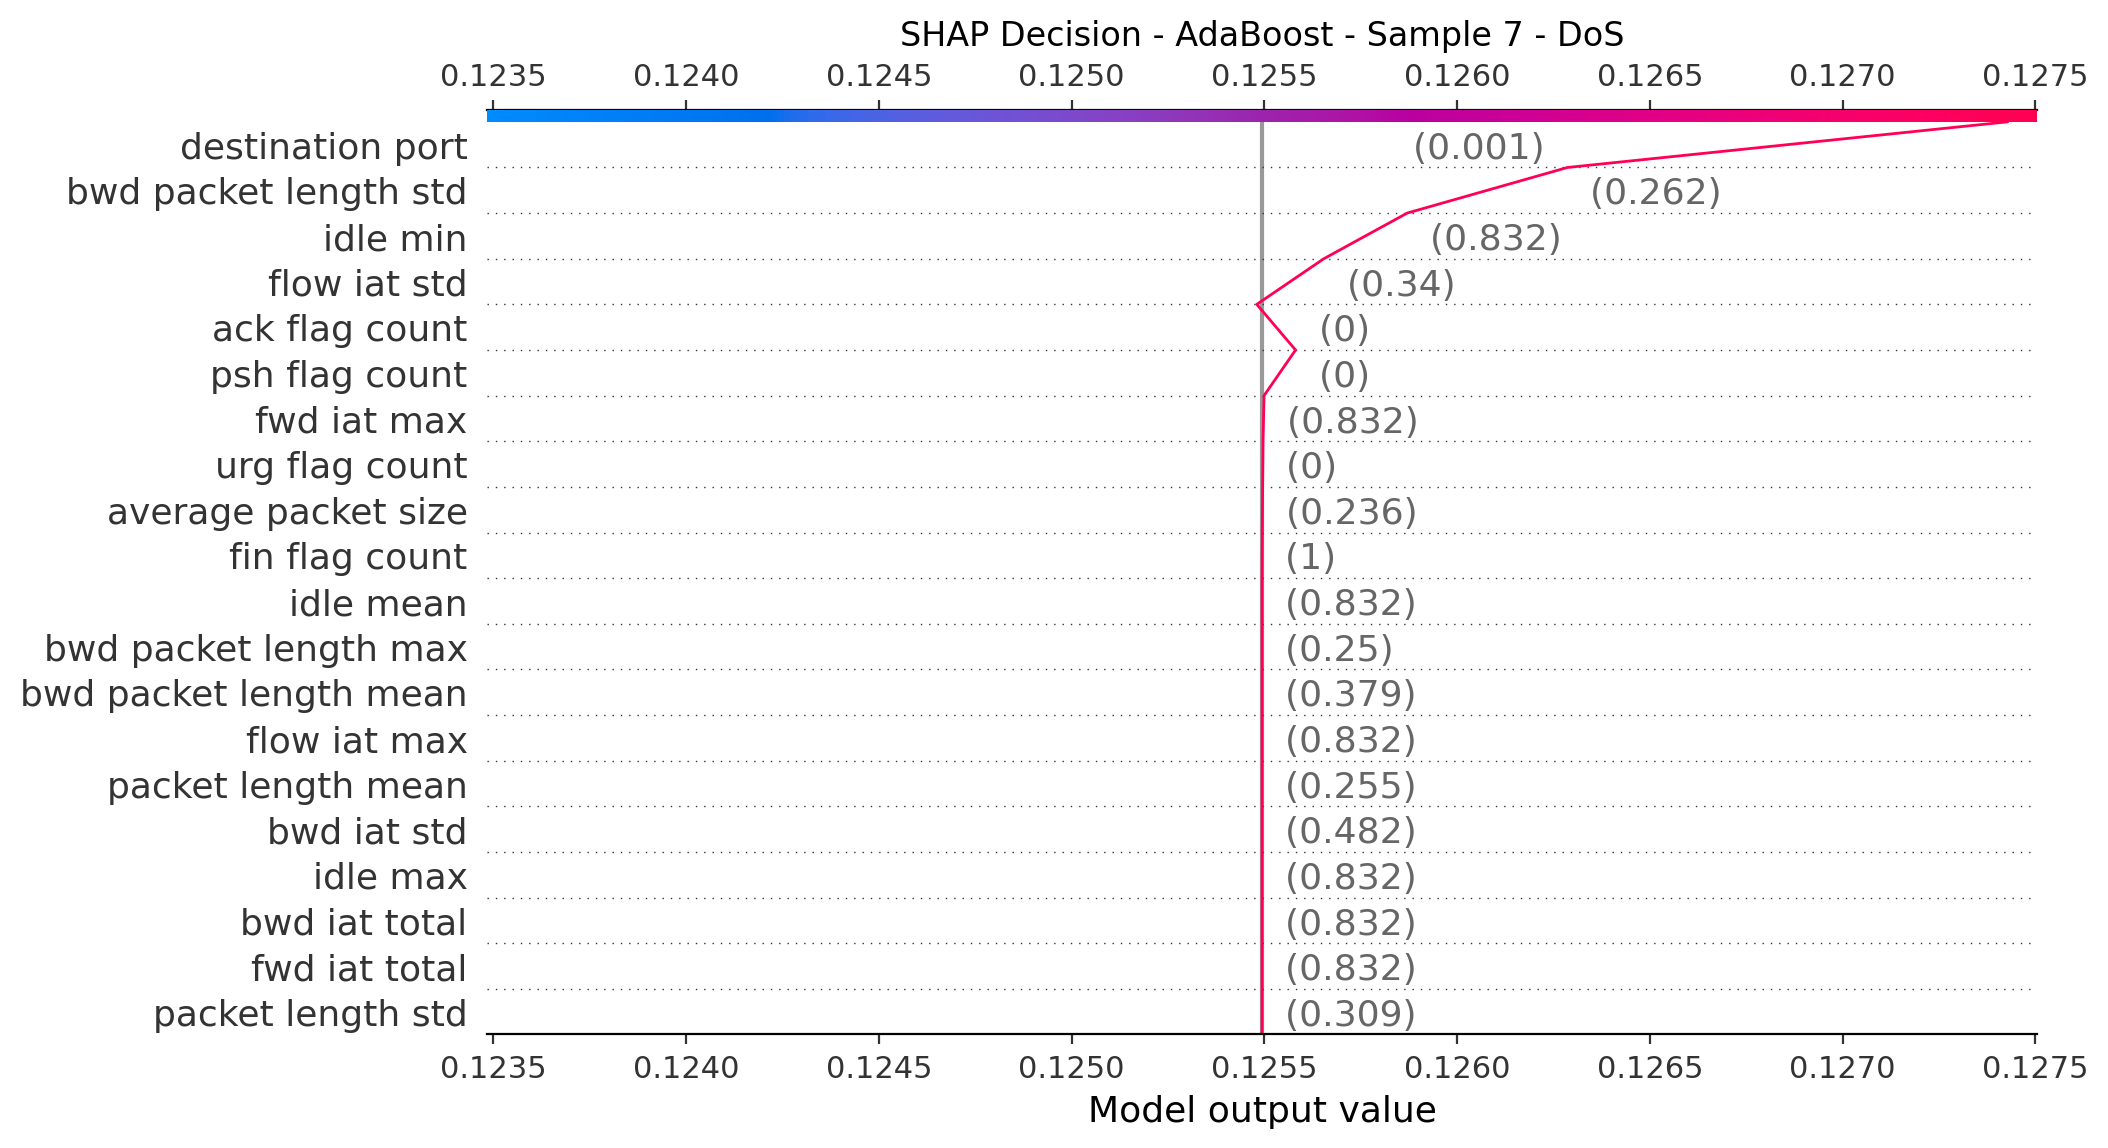 SHAP Decision - AdaBoost - Sample 7 - DoS
0.1235 0.1240 0.1245 0.1250 0.1255 0.1260 0.1265 0.1270 0.1275
destination port (0.001)
bwd packet length std (0.262)
idle min (0.832)
flow iat std (0.34)
ack flag count (0)
psh flag count (0)
fwd iat max (0.832)
urg flag count (0)
average packet size (0.236)
fin flag count (1)
idle mean (0.832)
bwd packet length max (0.25)
bwd packet length mean (0.379)
flow iat max (0.832)
packet length mean (0.255)
bwd iat std (0.482)
idle max (0.832)
bwd iat total (0.832)
fwd iat total (0.832)
packet length std (0.309)
0.1235 0.1240 0.1245 0.1250 0.1255 0.1260 0.1265 0.1270 0.1275
Model output value